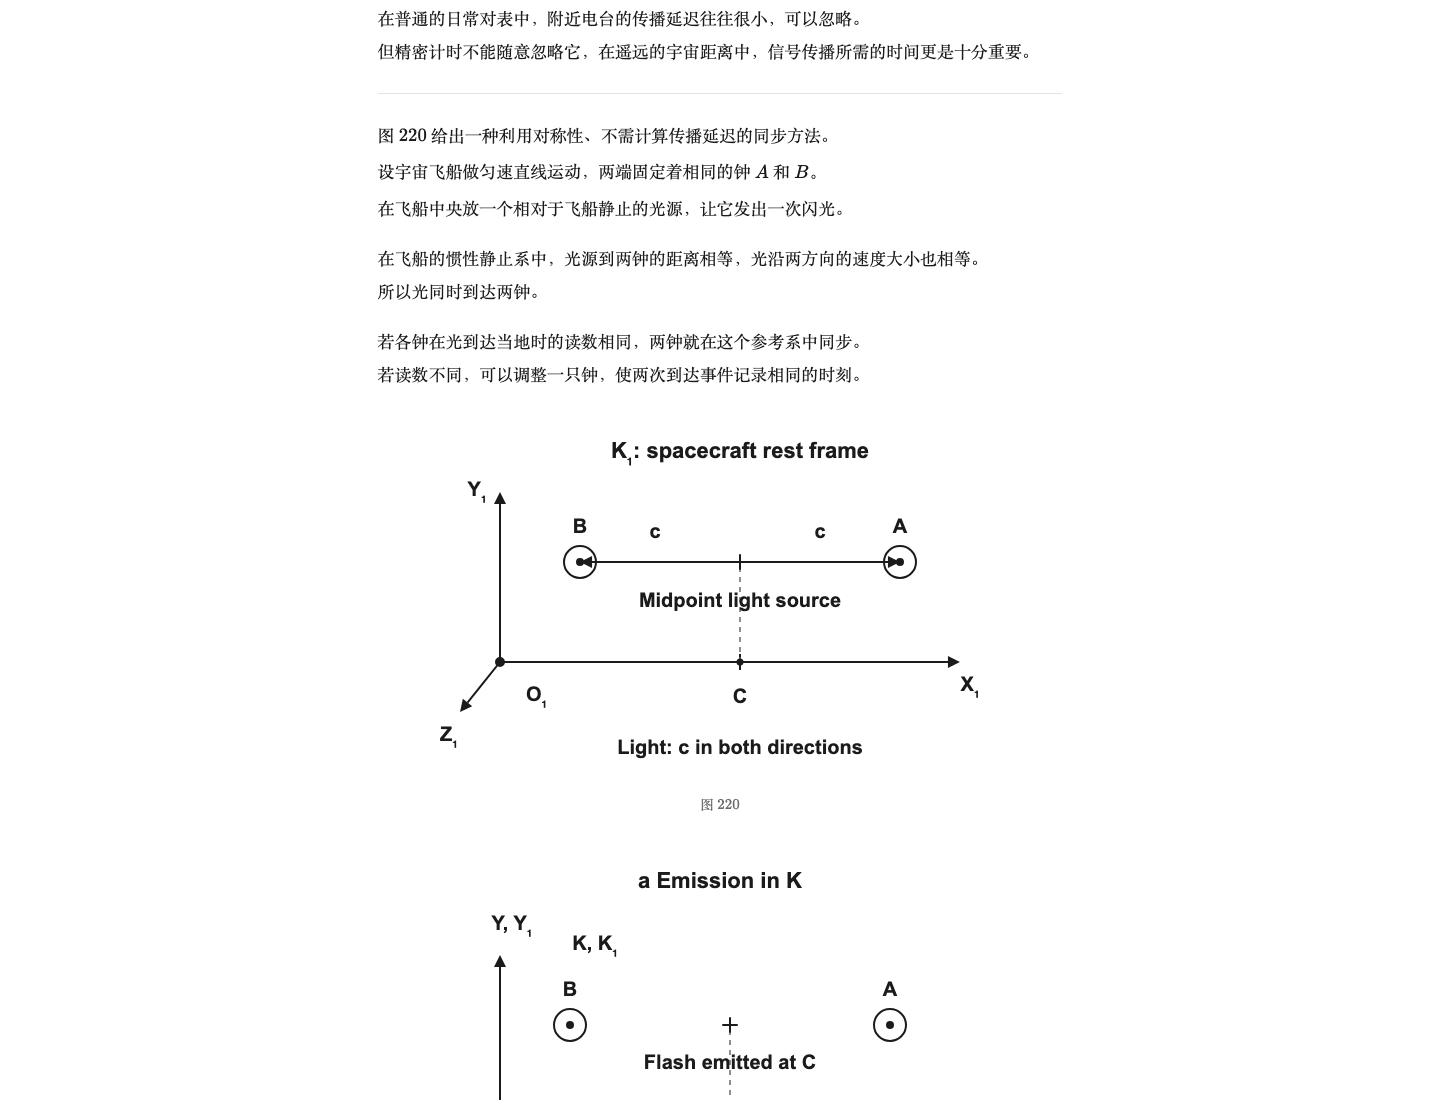 在普通的日常对表中，附近电台的传播延迟往往很小，可以忽略。
但精密计时不能随意忽略它，在遥远的宇宙距离中，信号传播所需的时间更是十分重要。
图 220 给出一种利用对称性、不需计算传播延迟的同步方法。
设宇宙飞船做匀速直线运动，两端固定着相同的钟 A 和 B。
在飞船中央放一个相对于飞船静止的光源，让它发出一次闪光。
在飞船的惯性静止系中，光源到两钟的距离相等，光沿两方向的速度大小也相等。
所以光同时到达两钟。
若各钟在光到达当地时的读数相同，两钟就在这个参考系中同步。
若读数不同，可以调整一只钟，使两次到达事件记录相同的时刻。
K₁: spacecraft rest frame
Y₁
B c c A
Midpoint light source
O₁ C X₁
Z₁
Light: c in both directions
图 220
a Emission in K
Y, Y₁
K, K₁
B A
Flash emitted at C